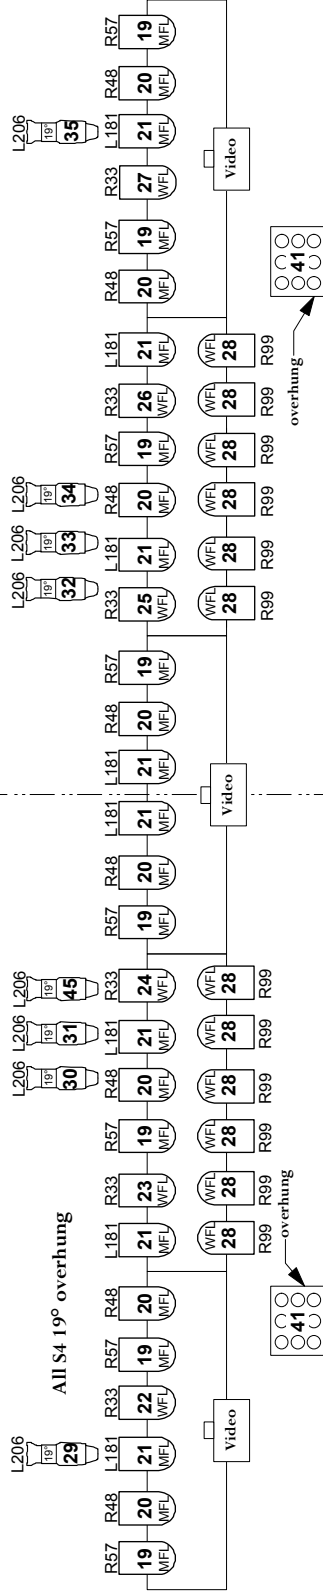 L206 L206 L206 L206 L206 L206 L206 L206
19° 19° 19° 19° 19° 19° 19° 19°
29 30 31 45 32 33 34 35
All S4 19° overhung
R57 R48 L181 R33 R57 R48 L181 R33 R57 R48 L181 R33 R57 R48 L181 L181 R48 R57 R33 L181 R48 R57 R33 L181 R48 R57 R33 L181 R48 R57
19 20 21 22 19 20 21 23 19 20 21 24 19 20 21 21 20 19 25 21 20 19 26 21 20 19 27 21 20 19
MFL MFL MFL WFL MFL MFL MFL WFL MFL MFL MFL WFL MFL MFL MFL MFL MFL MFL WFL MFL MFL MFL WFL MFL MFL MFL WFL MFL MFL MFL
WFL WFL WFL WFL WFL WFL WFL WFL WFL WFL WFL WFL
28 28 28 28 28 28 28 28 28 28 28 28
Video Video Video
R99 R99 R99 R99 R99 R99 R99 R99 R99 R99 R99 R99
overhung overhung
41 41